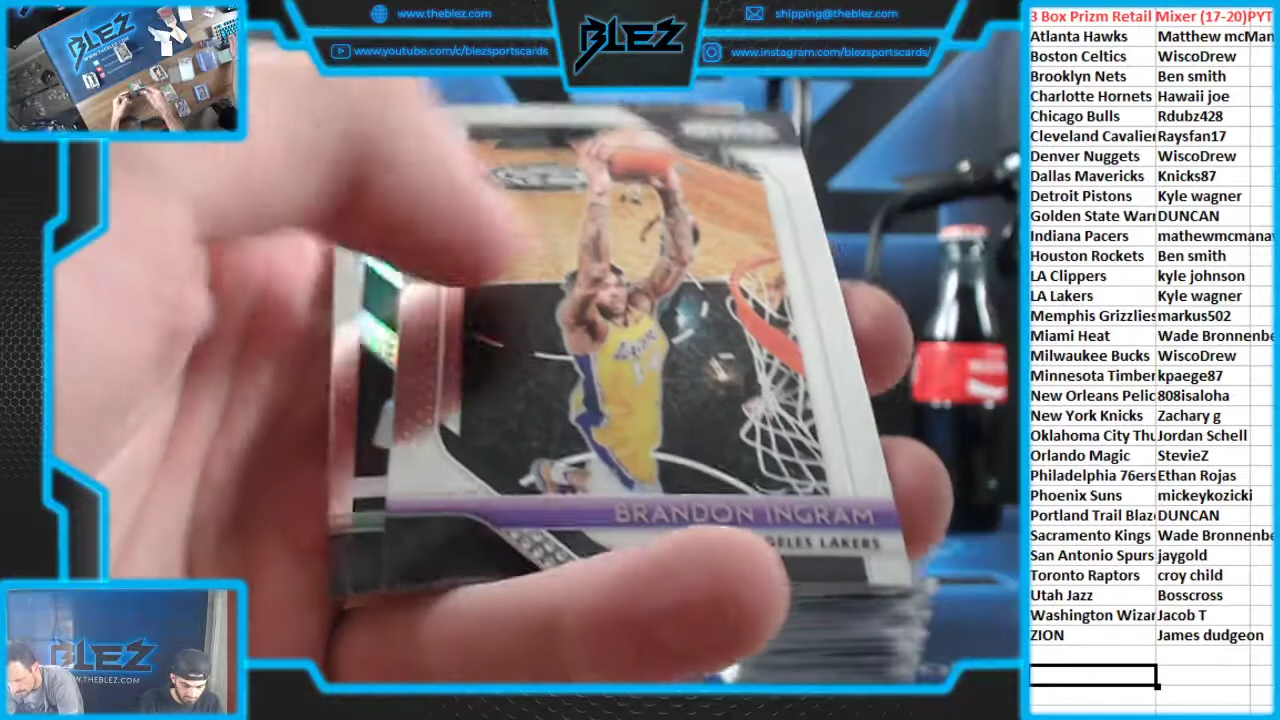 www.theblez.com
shipping@theblez.com
www.youtube.com/c/blezsportscards
BLEZ
www.instagram.com/blezsportscards/
BRANDON INGRAM
GELES LAKERS
BLEZ
WWW.THEBLEZ.COM
3 Box Prizm Retail Mixer (17-20)PYT
Atlanta Hawks Matthew mcMan
Boston Celtics WiscoDrew
Brooklyn Nets Ben smith
Charlotte Hornets Hawaii joe
Chicago Bulls Rdubz428
Cleveland Cavalie Raysfan17
Denver Nuggets WiscoDrew
Dallas Mavericks Knicks87
Detroit Pistons Kyle wagner
Golden State Warr DUNCAN
Indiana Pacers mathewmcmana
Houston Rockets Ben smith
LA Clippers kyle johnson
LA Lakers Kyle wagner
Memphis Grizzlies markus502
Miami Heat Wade Bronnenbe
Milwaukee Bucks WiscoDrew
Minnesota Timber kpaege87
New Orleans Pelic 808isaloha
New York Knicks Zachary g
Oklahoma City Thu Jordan Schell
Orlando Magic StevieZ
Philadelphia 76ers Ethan Rojas
Phoenix Suns mickeykozicki
Portland Trail Blaz DUNCAN
Sacramento Kings Wade Bronnenbe
San Antonio Spurs jaygold
Toronto Raptors croy child
Utah Jazz Bosscross
Washington Wizar Jacob T
ZION James dudgeon